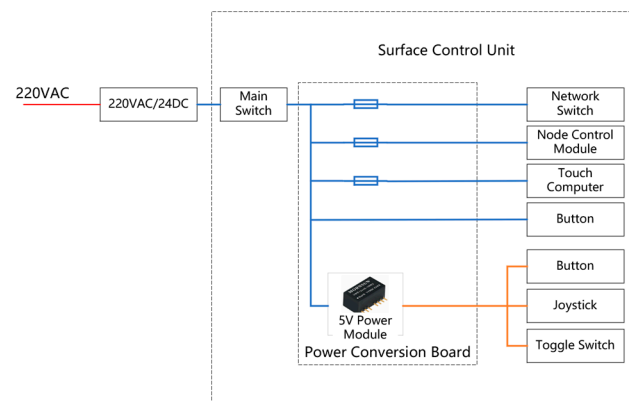 Surface Control Unit
220VAC
220VAC/24DC
Main
Switch
Network
Switch
Node Control
Module
Touch
Computer
Button
Button
5V Power
Module
Joystick
Toggle Switch
Power Conversion Board